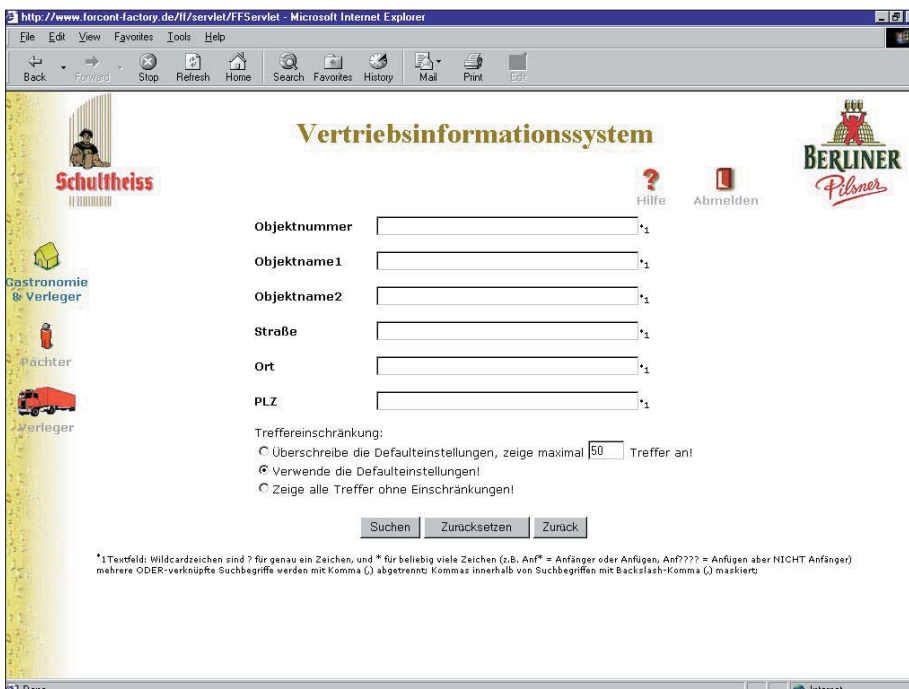 http://www.forcont-factory.de/ff/servlet/FFServlet - Microsoft Internet Explorer
File Edit View Favorites Tools Help
Back Forward Stop Refresh Home Search Favorites History Mail Print Edit
Schultheiss
Vertriebsinformationssystem
BERLINER
Pilsner
Hilfe Abmelden
Gastronomie
& Verleger
Pächter
Verleger
Objektnummer *1
Objektname1 *1
Objektname2 *1
Straße *1
Ort *1
PLZ *1
Treffereinschränkung:
Überschreibe die Defaulteinstellungen, zeige maximal 50 Treffer an!
Verwende die Defaulteinstellungen!
Zeige alle Treffer ohne Einschränkungen!
Suchen Zurücksetzen Zurück
*1Textfeld: Wildcardzeichen sind ? für genau ein Zeichen, und * für beliebig viele Zeichen (z.B. Anf* = Anfänger oder Anfügen, Anf???? = Anfügen aber NICHT Anfänger)
mehrere ODER-verknüpfte Suchbegriffe werden mit Komma (,) abgetrennt; Kommas innerhalb von Suchbegriffen mit Backslash-Komma (,) maskiert;
Done Internet